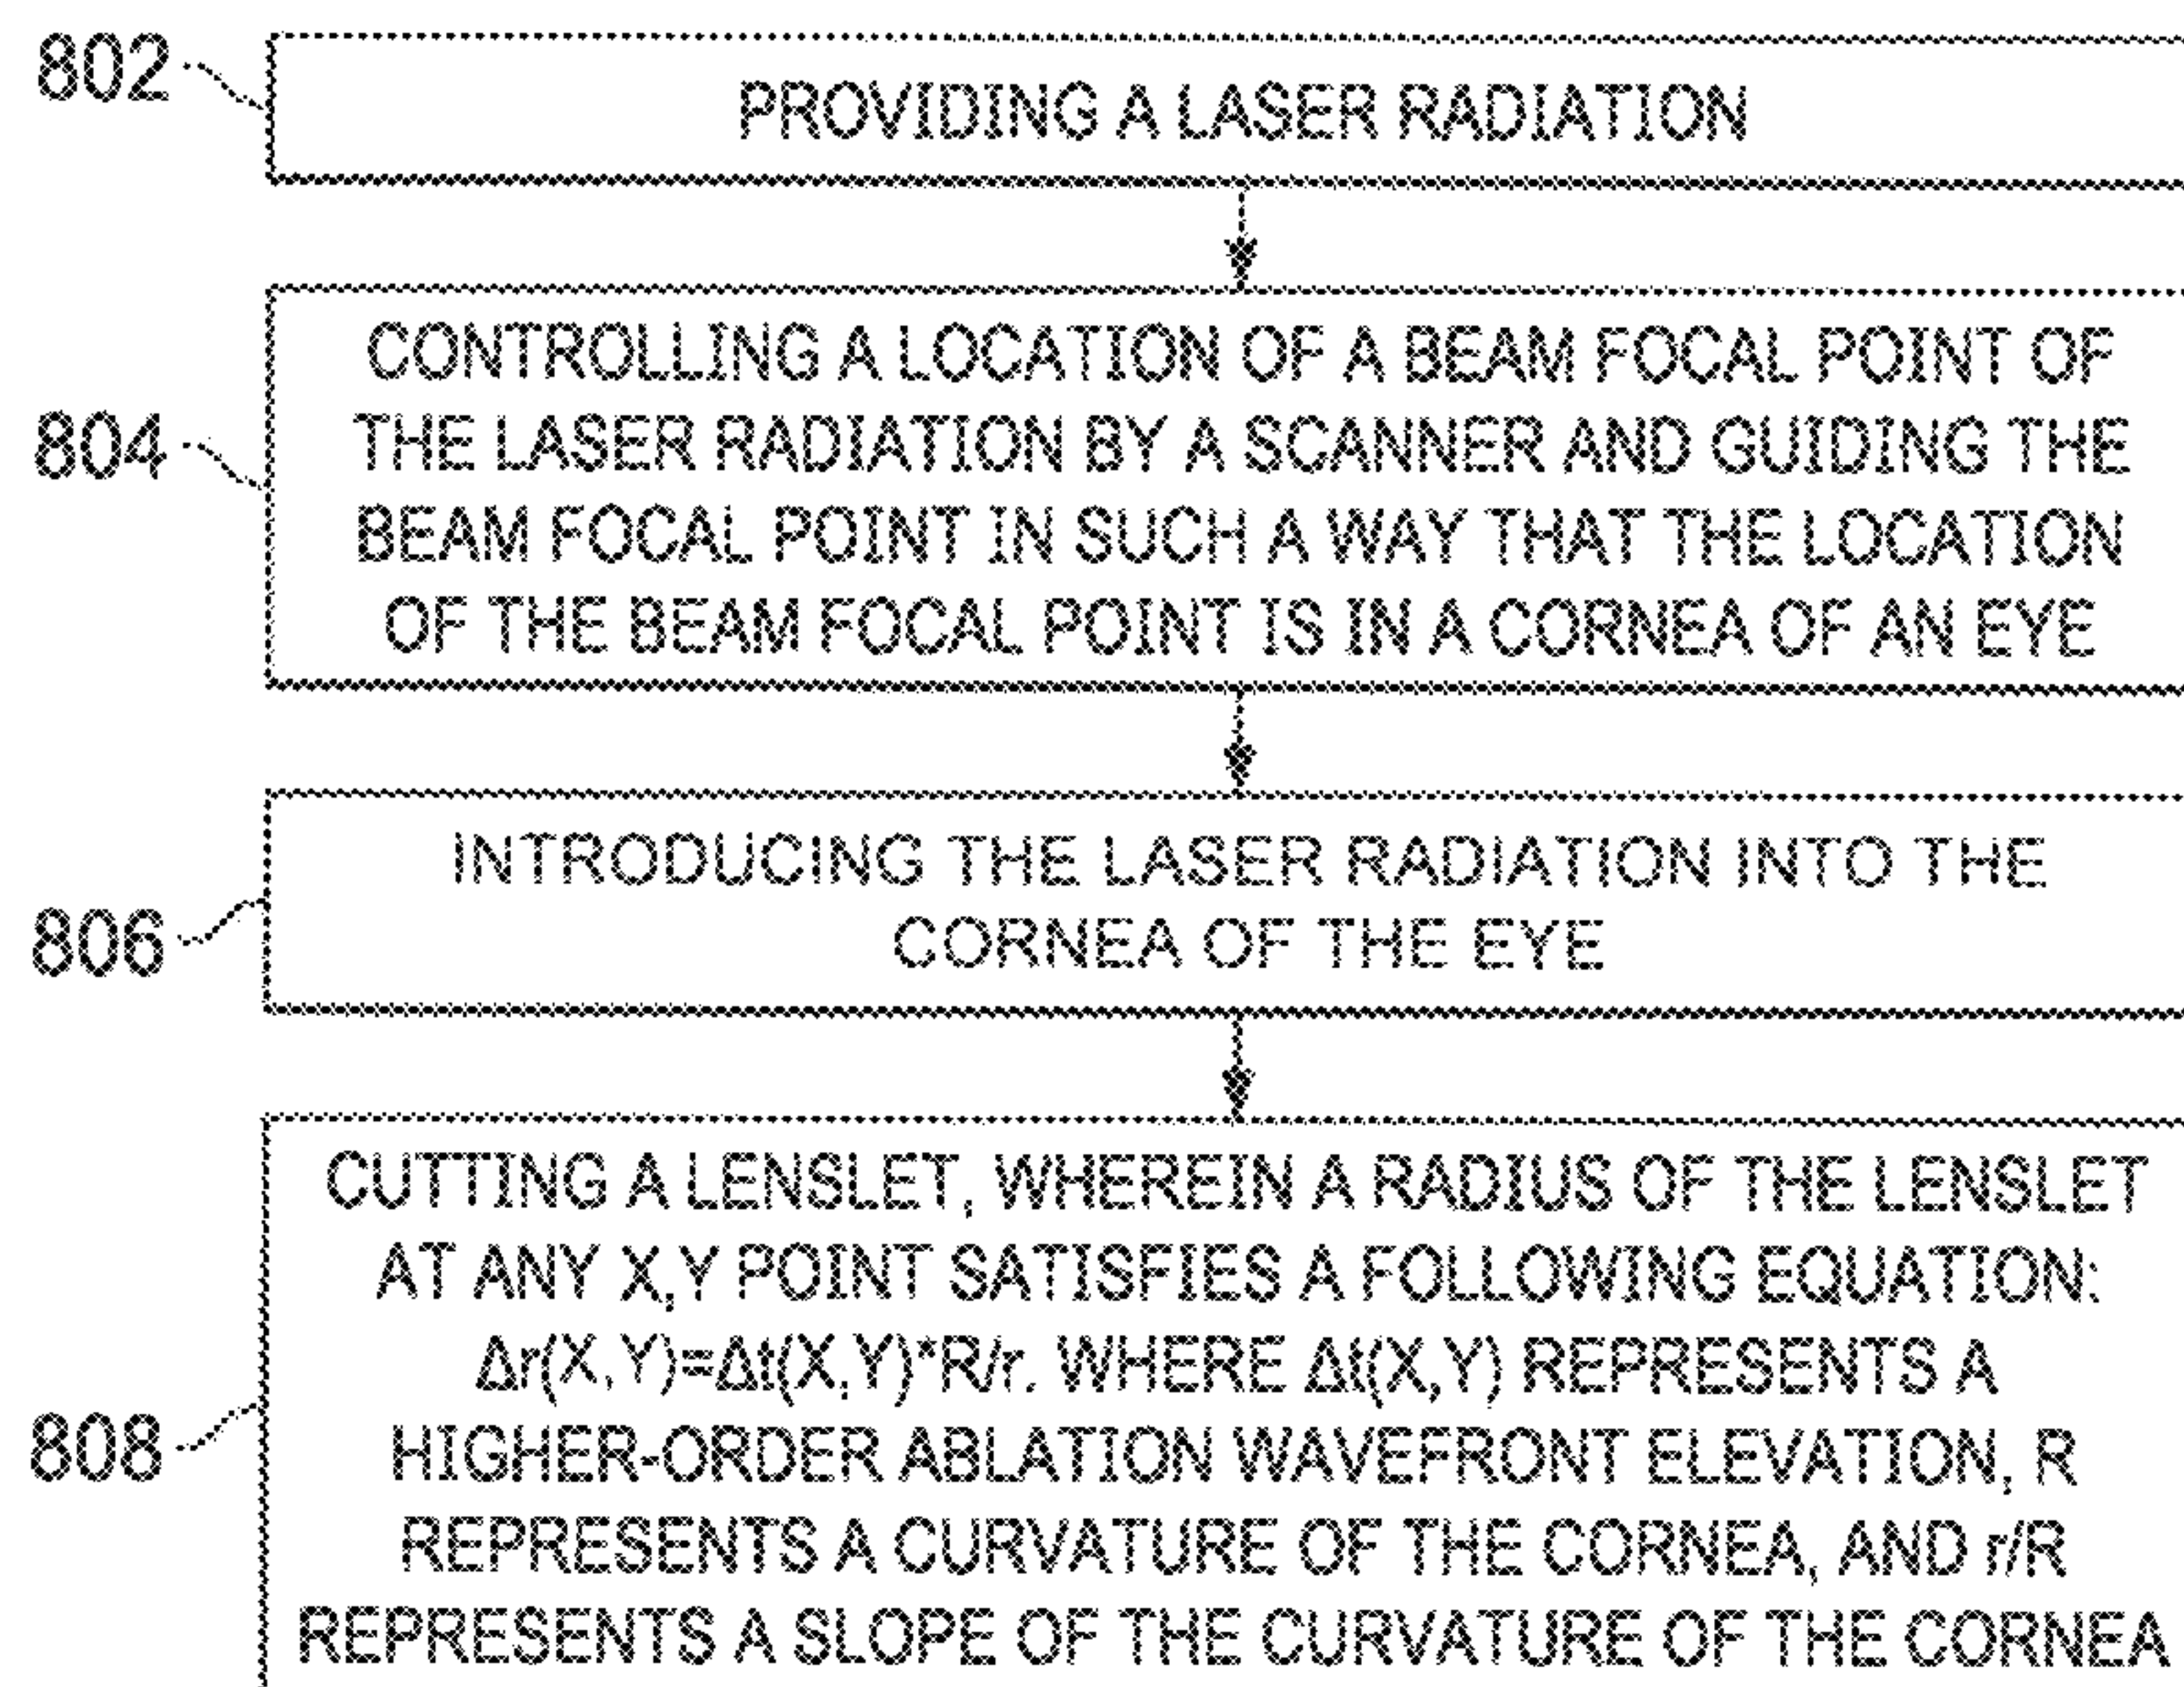 802
PROVIDING A LASER RADIATION
804
CONTROLLING A LOCATION OF A BEAM FOCAL POINT OF
THE LASER RADIATION BY A SCANNER AND GUIDING THE
BEAM FOCAL POINT IN SUCH A WAY THAT THE LOCATION
OF THE BEAM FOCAL POINT IS IN A CORNEA OF AN EYE
806
INTRODUCING THE LASER RADIATION INTO THE
CORNEA OF THE EYE
808
CUTTING A LENSLET, WHEREIN A RADIUS OF THE LENSLET
AT ANY X,Y POINT SATISFIES A FOLLOWING EQUATION:
Δr(X,Y)=Δt(X,Y)*R/r. WHERE Δt(X,Y) REPRESENTS A
HIGHER-ORDER ABLATION WAVEFRONT ELEVATION, R
REPRESENTS A CURVATURE OF THE CORNEA, AND r/R
REPRESENTS A SLOPE OF THE CURVATURE OF THE CORNEA